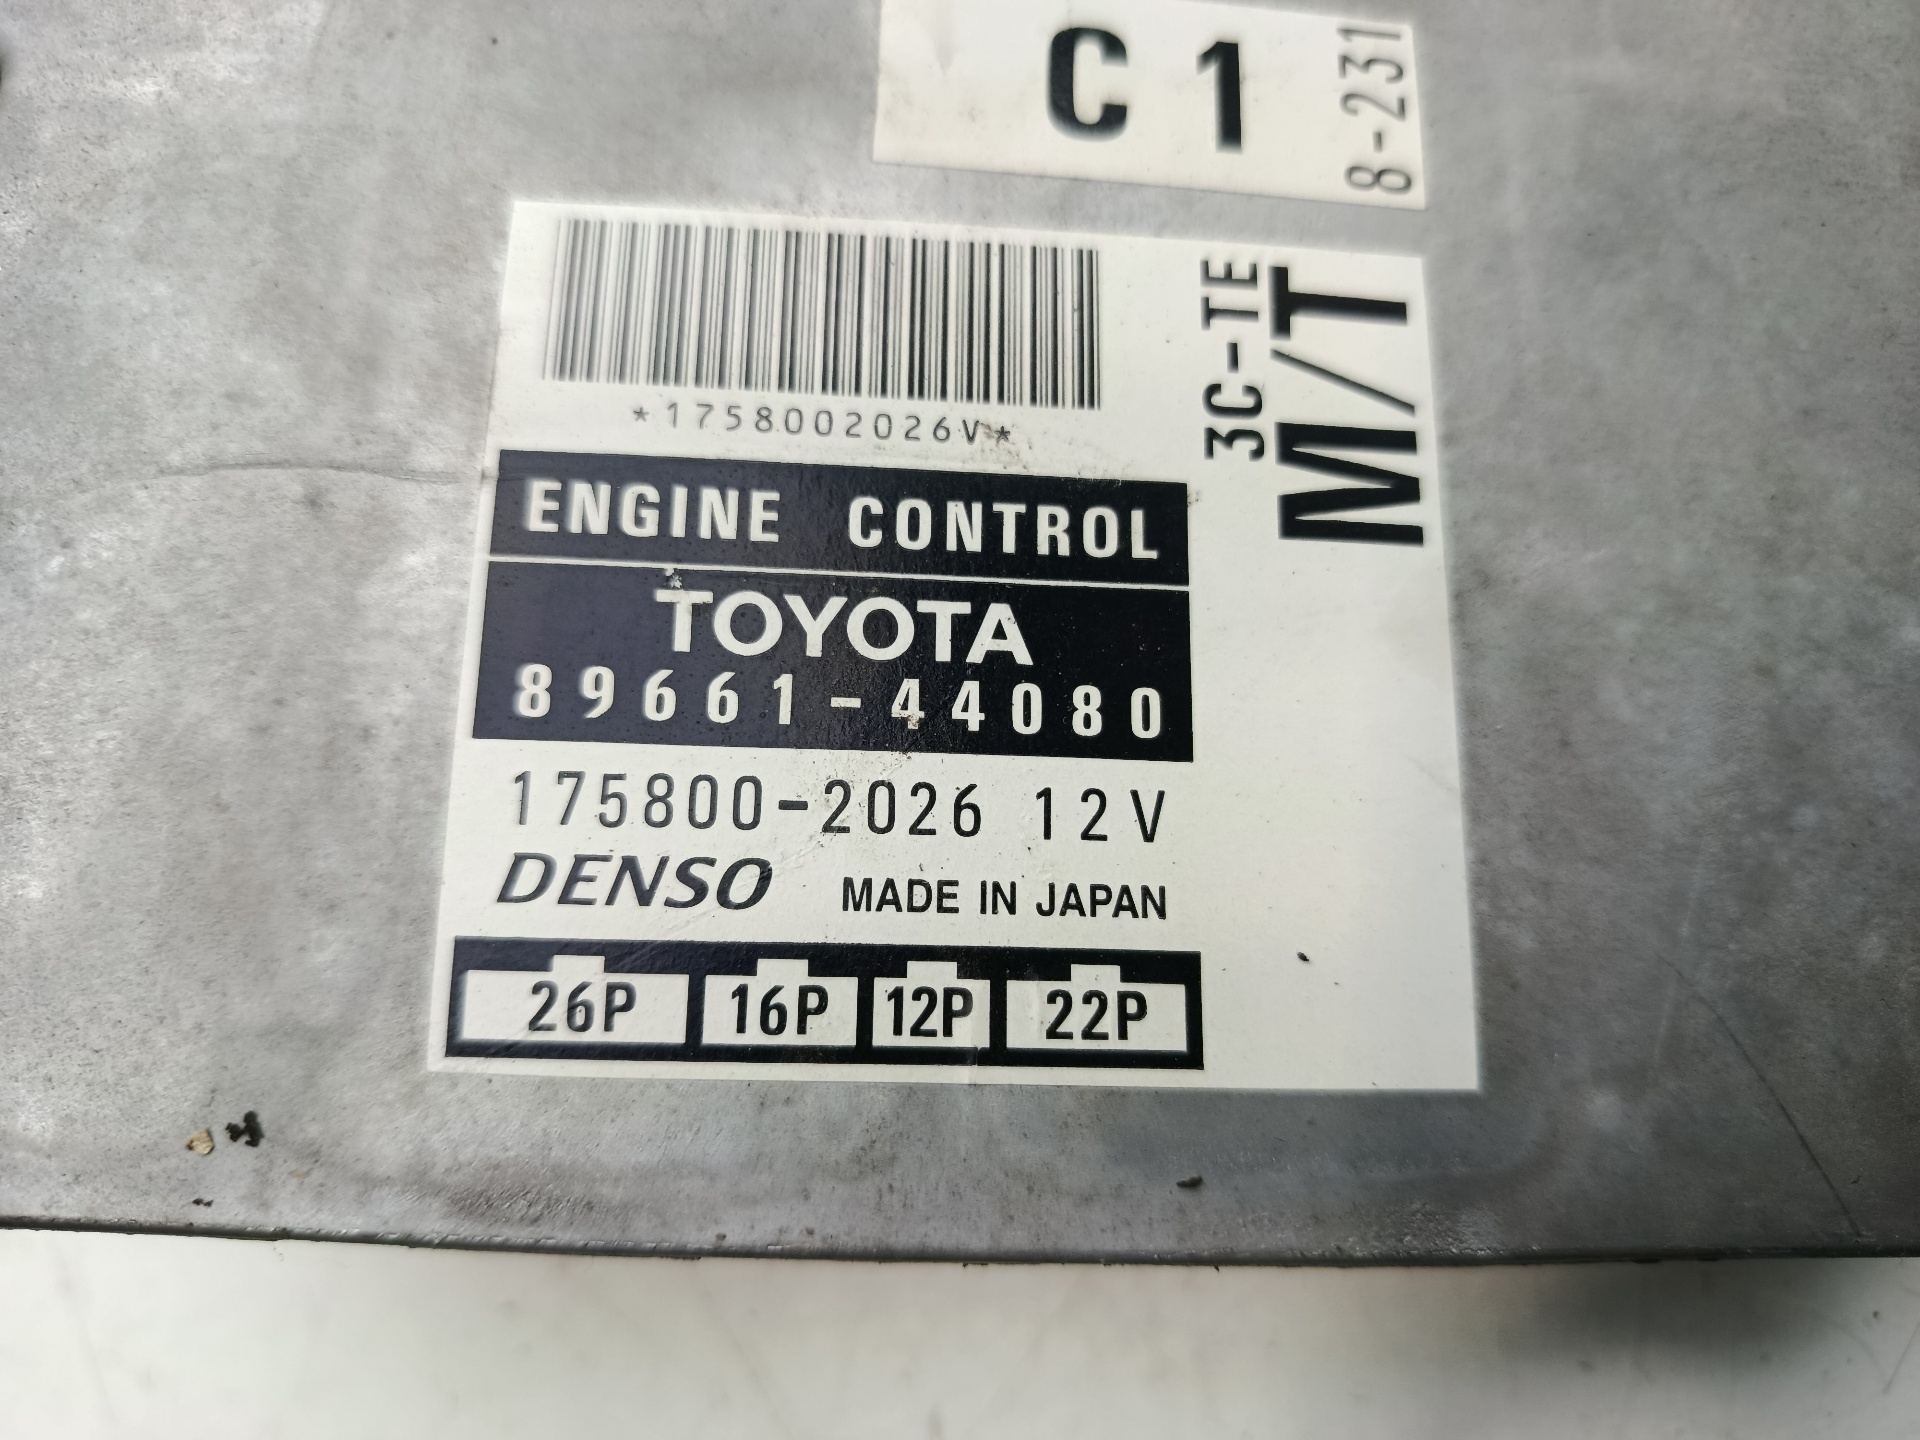 C1
8-231
*1758002026V*
3C-TE
M/T
ENGINE CONTROL
TOYOTA
89661-44080
175800-2026 12V
DENSO MADE IN JAPAN
26P 16P 12P 22P